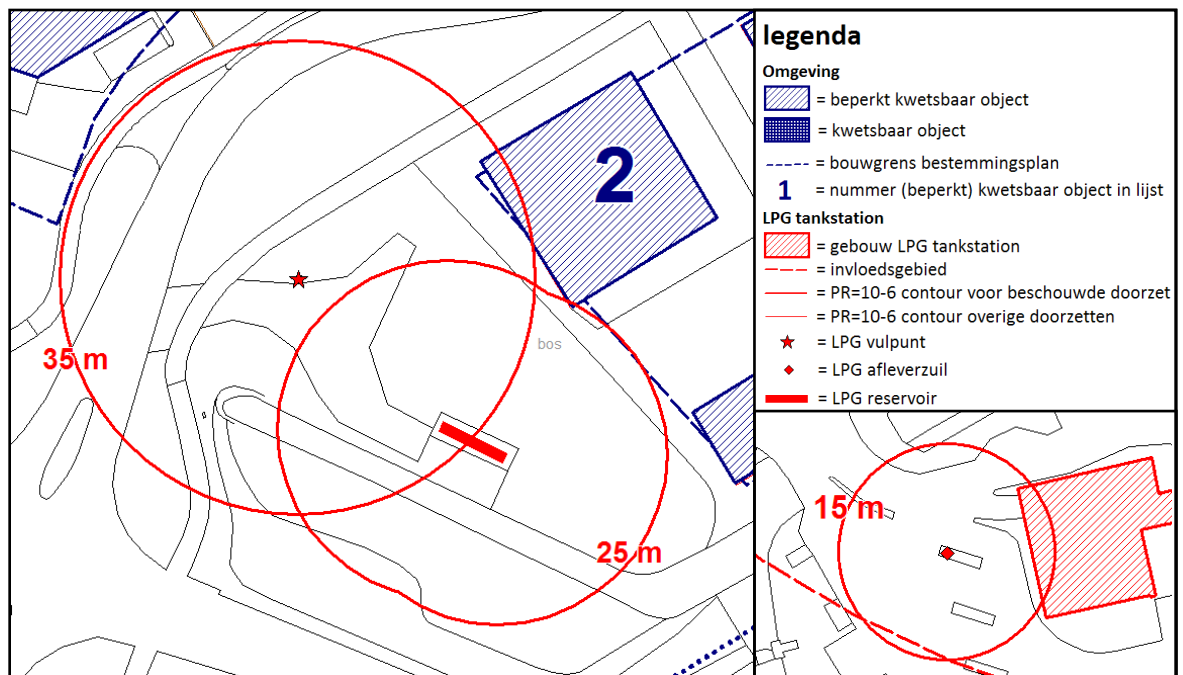 2
bos
35 m
25 m
legenda
Omgeving
= beperkt kwetsbaar object
= kwetsbaar object
= bouwgrens bestemmingsplan
1 = nummer (beperkt) kwetsbaar object in lijst
LPG tankstation
= gebouw LPG tankstation
= invloedsgebied
= PR=10-6 contour voor beschouwde doorzet
= PR=10-6 contour overige doorzetten
= LPG vulpunt
= LPG afleverzuil
= LPG reservoir
15 m